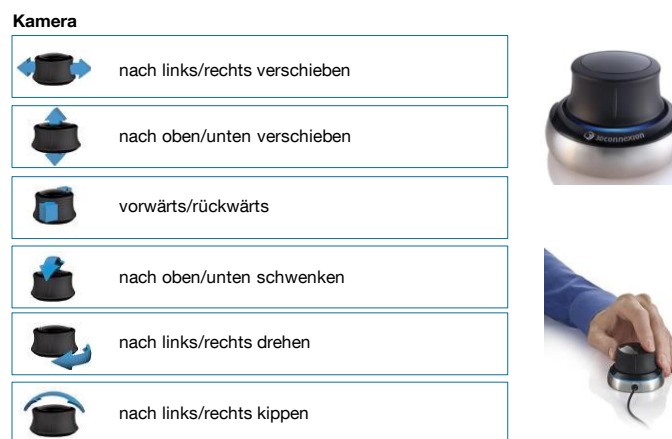 Kamera
nach links/rechts verschieben
nach oben/unten verschieben
vorwärts/rückwärts
nach oben/unten schwenken
nach links/rechts drehen
nach links/rechts kippen
3connexion